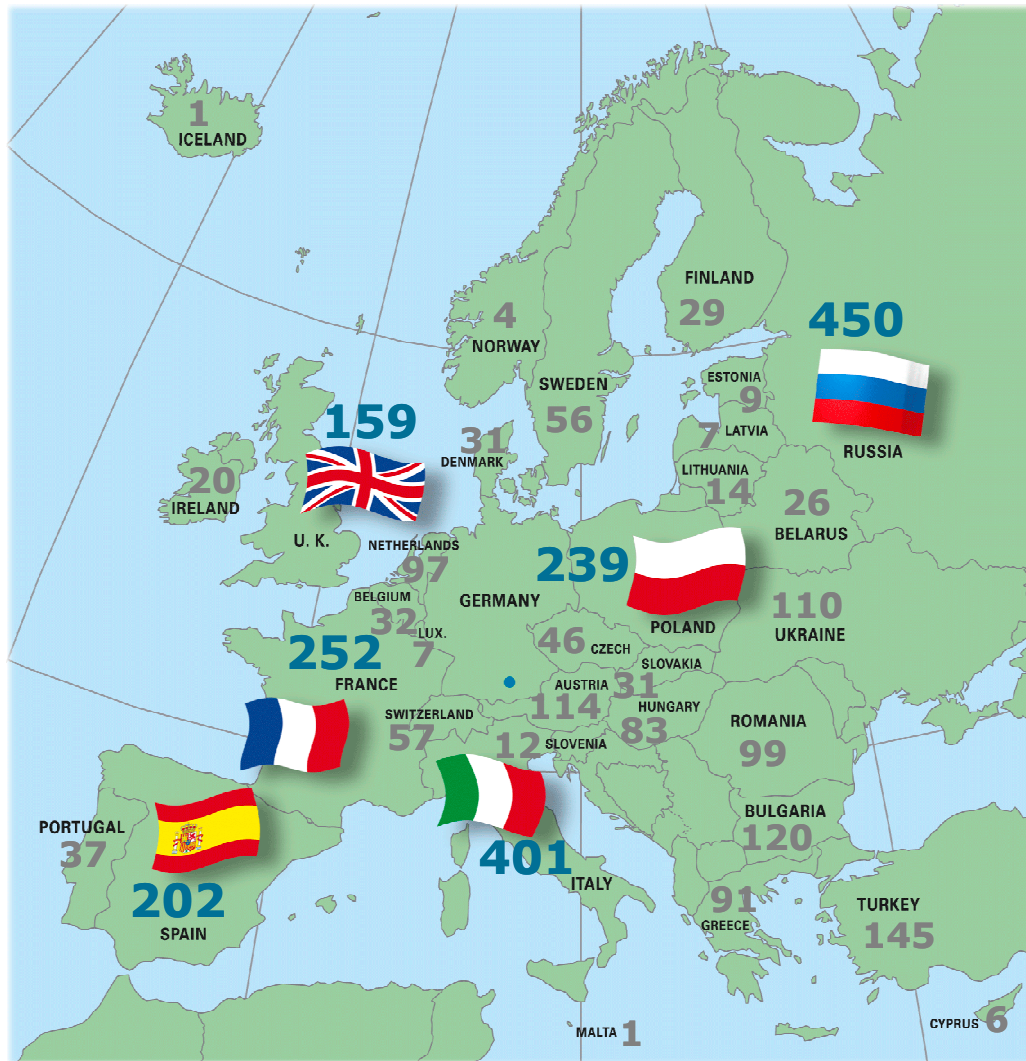 1
ICELAND
FINLAND
29
4
NORWAY
450
RUSSIA
SWEDEN
56
ESTONIA
9
7
LATVIA
159
31
DENMARK
LITHUANIA
14
20
IRELAND
U. K.
26
BELARUS
NETHERLANDS
97
239
POLAND
GERMANY
BELGIUM
32
LUX.
7
110
UKRAINE
46
CZECH
SLOVAKIA
31
252
FRANCE
AUSTRIA
114
HUNGARY
83
SWITZERLAND
57
12
SLOVENIA
ROMANIA
99
BULGARIA
120
PORTUGAL
37
202
SPAIN
401
ITALY
91
GREECE
TURKEY
145
MALTA 1
CYPRUS 6